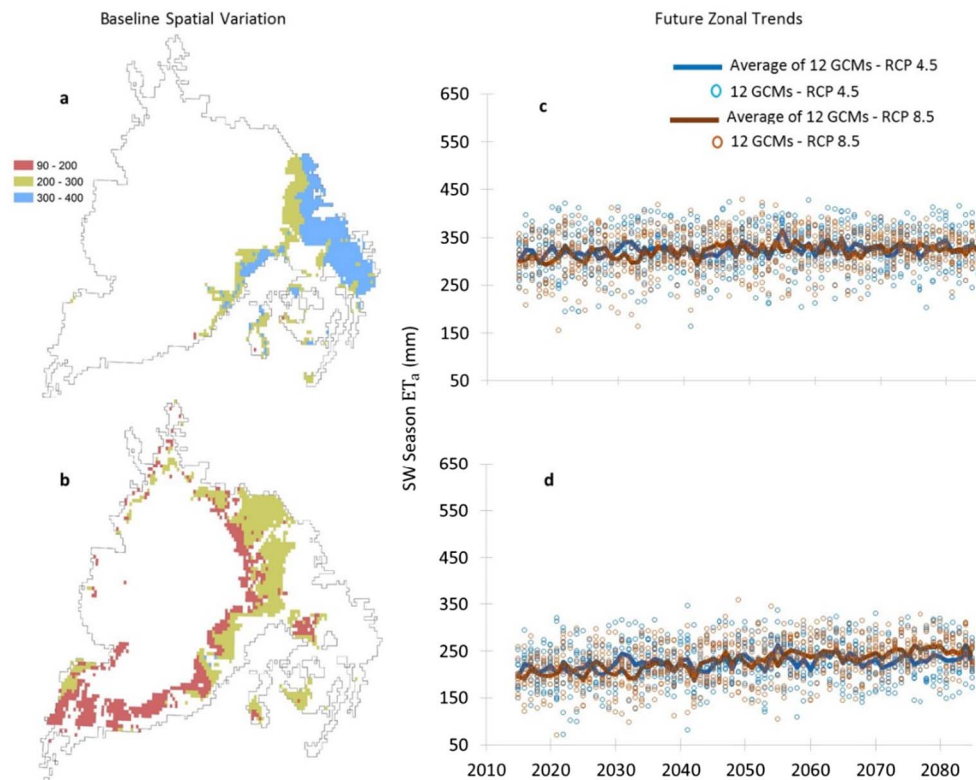 Baseline Spatial Variation
Future Zonal Trends
a
90 - 200
200 - 300
300 - 400
b
SW Season ETa (mm)
c
Average of 12 GCMs - RCP 4.5
12 GCMs - RCP 4.5
Average of 12 GCMs - RCP 8.5
12 GCMs - RCP 8.5
650
550
450
350
250
150
50
d
650
550
450
350
250
150
50
2010 2020 2030 2040 2050 2060 2070 2080